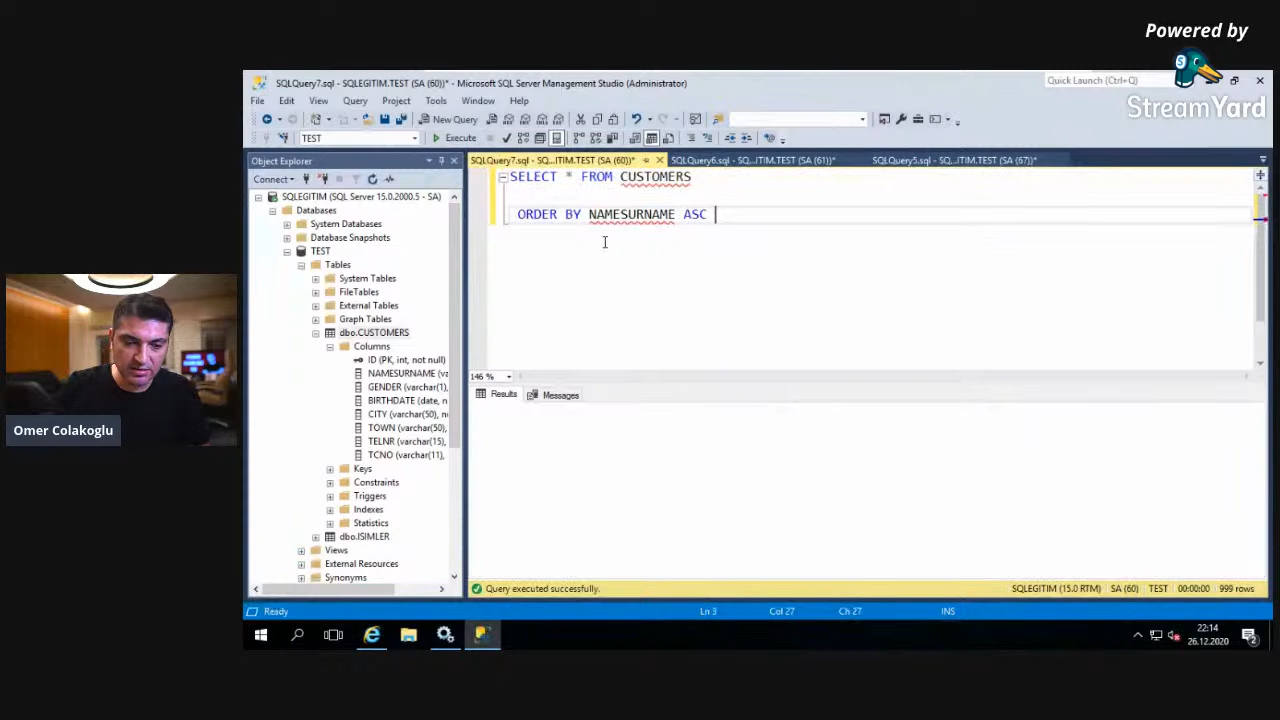 Powered by
StreamYard
SQLQuery7.sql - SQLEGITIM.TEST (SA (60))* - Microsoft SQL Server Management Studio (Administrator)
Quick Launch (Ctrl+Q)
File Edit View Query Project Tools Window Help
New Query
TEST
Execute
Object Explorer
SQLQuery7.sql - SQ...ITIM.TEST (SA (60))*
SQLQuery6.sql - SQ...ITIM.TEST (SA (61))*
SQLQuery5.sql - SQ...ITIM.TEST (SA (67))*
Connect
SQLEGITIM (SQL Server 15.0.2000.5 - SA)
Databases
System Databases
Database Snapshots
TEST
Tables
System Tables
FileTables
External Tables
Graph Tables
dbo.CUSTOMERS
Columns
ID (PK, int, not null)
NAMESURNAME (va
GENDER (varchar(1),
BIRTHDATE (date, n
CITY (varchar(50), nu
TOWN (varchar(50),
TELNR (varchar(15),
TCNO (varchar(11),
Keys
Constraints
Triggers
Indexes
Statistics
dbo.ISIMLER
Views
External Resources
Synonyms
SELECT * FROM CUSTOMERS
ORDER BY NAMESURNAME ASC
146 %
Results
Messages
Query executed successfully.
SQLEGITIM (15.0 RTM)
SA (60)
TEST
00:00:00
999 rows
Ready
Ln 3
Col 27
Ch 27
INS
22:14
26.12.2020
2
Omer Colakoglu